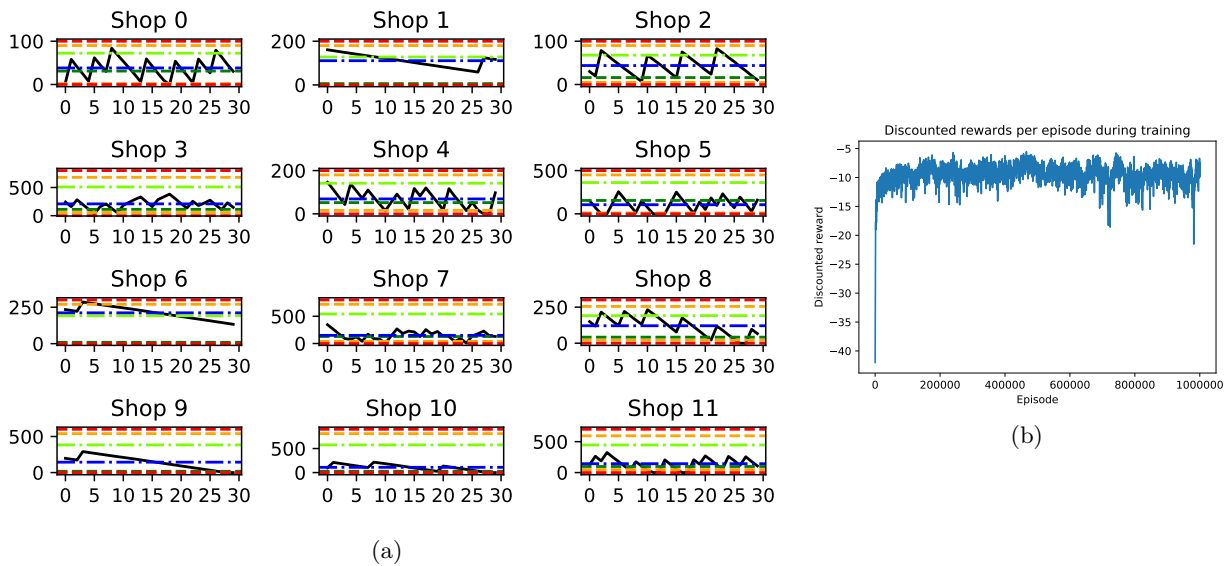 Shop 0
Shop 1
Shop 2
100
0
0 5 10 15 20 25 30
200
0
0 5 10 15 20 25 30
100
0
0 5 10 15 20 25 30
Shop 3
Shop 4
Shop 5
500
0
0 5 10 15 20 25 30
200
0
0 5 10 15 20 25 30
500
0
0 5 10 15 20 25 30
Shop 6
Shop 7
Shop 8
250
0
0 5 10 15 20 25 30
500
0
0 5 10 15 20 25 30
250
0
0 5 10 15 20 25 30
Shop 9
Shop 10
Shop 11
500
0
0 5 10 15 20 25 30
500
0
0 5 10 15 20 25 30
500
0
0 5 10 15 20 25 30
(a)
Discounted rewards per episode during training
Discounted reward
−5
−10
−15
−20
−25
−30
−35
−40
0 200000 400000 600000 800000 1000000
Episode
(b)